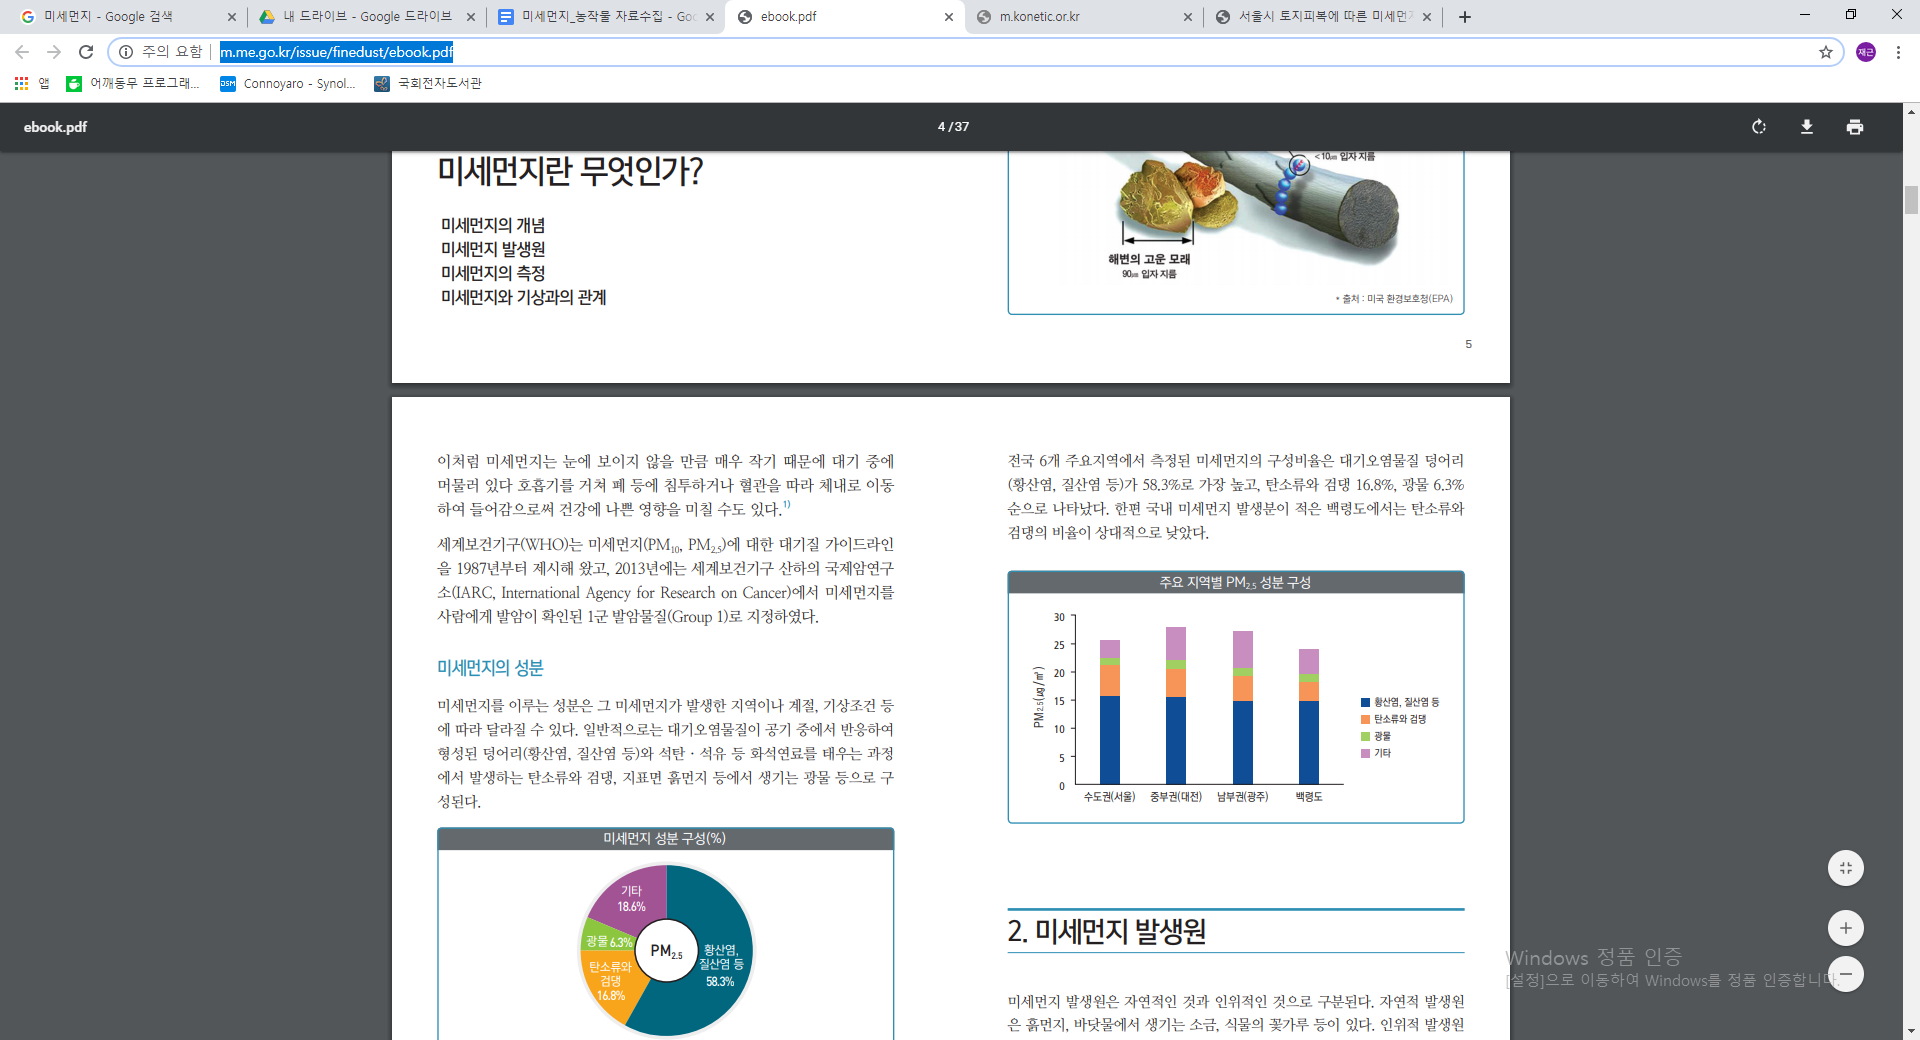 미세먼지 - Google 검색
내 드라이브 - Google 드라이브
미세먼지_농작물 자료수집 - Goo
ebook.pdf
m.konetic.or.kr
서울시 토지피복에 따른 미세먼지
주의 요함
m.me.go.kr/issue/finedust/ebook.pdf
재근
앱
어깨동무 프로그래...
DSM
Connoyaro - Synol...
국회전자도서관
ebook.pdf
4 / 37
미세먼지란 무엇인가?
미세먼지의 개념
미세먼지 발생원
미세먼지의 측정
미세먼지와 기상과의 관계
<10㎛ 입자 지름
해변의 고운 모래
90㎛ 입자 지름
* 출처 : 미국 환경보호청(EPA)
5
이처럼 미세먼지는 눈에 보이지 않을 만큼 매우 작기 때문에 대기 중에
머물러 있다 호흡기를 거쳐 폐 등에 침투하거나 혈관을 따라 체내로 이동
하여 들어감으로써 건강에 나쁜 영향을 미칠 수도 있다.1)
세계보건기구(WHO)는 미세먼지(PM10, PM2.5)에 대한 대기질 가이드라인
을 1987년부터 제시해 왔고, 2013년에는 세계보건기구 산하의 국제암연구
소(IARC, International Agency for Research on Cancer)에서 미세먼지를
사람에게 발암이 확인된 1군 발암물질(Group 1)로 지정하였다.
미세먼지의 성분
미세먼지를 이루는 성분은 그 미세먼지가 발생한 지역이나 계절, 기상조건 등
에 따라 달라질 수 있다. 일반적으로는 대기오염물질이 공기 중에서 반응하여
형성된 덩어리(황산염, 질산염 등)와 석탄 · 석유 등 화석연료를 태우는 과정
에서 발생하는 탄소류와 검댕, 지표면 흙먼지 등에서 생기는 광물 등으로 구
성된다.
미세먼지 성분 구성(%)
기타
18.6%
광물 6.3%
탄소류와
검댕
16.8%
PM2.5
황산염,
질산염 등
58.3%
전국 6개 주요지역에서 측정된 미세먼지의 구성비율은 대기오염물질 덩어리
(황산염, 질산염 등)가 58.3%로 가장 높고, 탄소류와 검댕 16.8%, 광물 6.3%
순으로 나타났다. 한편 국내 미세먼지 발생분이 적은 백령도에서는 탄소류와
검댕의 비율이 상대적으로 낮았다.
주요 지역별 PM2.5 성분 구성
PM2.5(㎍/㎥)
30
25
20
15
10
5
0
수도권(서울)
중부권(대전)
남부권(광주)
백령도
황산염, 질산염 등
탄소류와 검댕
광물
기타
2. 미세먼지 발생원
미세먼지 발생원은 자연적인 것과 인위적인 것으로 구분된다. 자연적 발생원
은 흙먼지, 바닷물에서 생기는 소금, 식물의 꽃가루 등이 있다. 인위적 발생원
Windows 정품 인증
[설정]으로 이동하여 Windows를 정품 인증합니다.